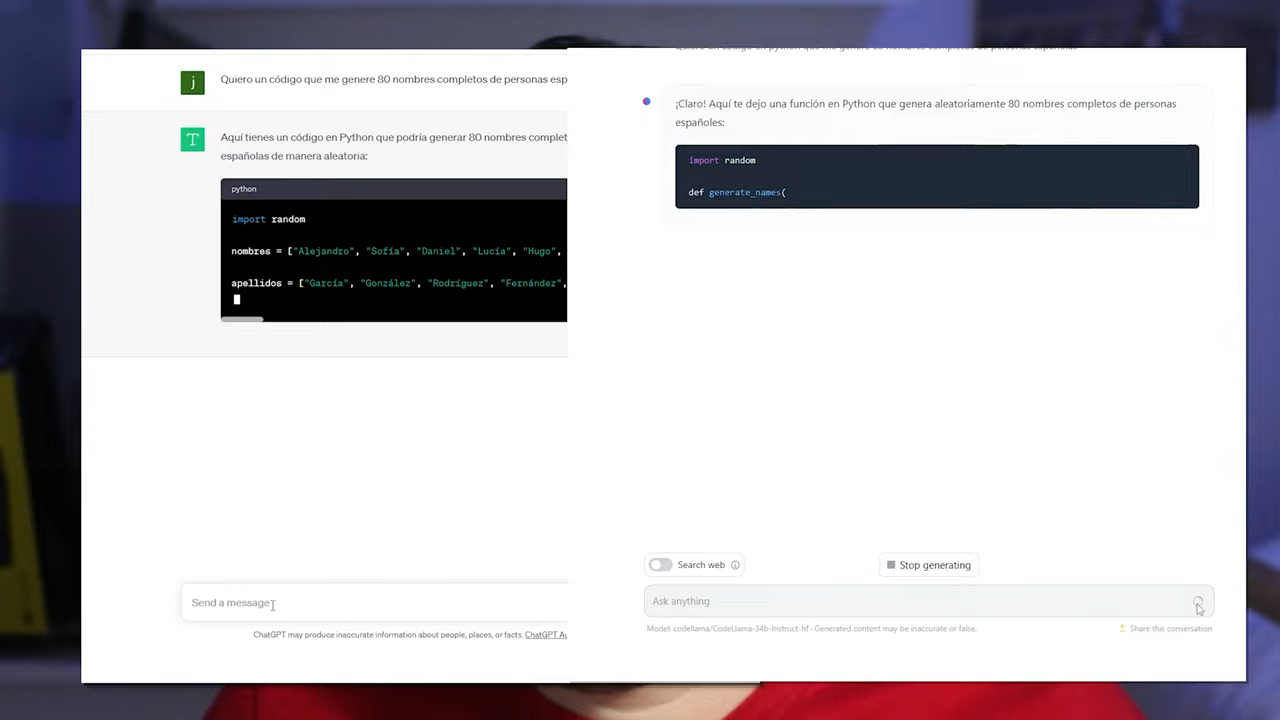 j
Quiero un código que me genere 80 nombres completos de personas esp
T
Aquí tienes un código en Python que podría generar 80 nombres complet
españolas de manera aleatoria:
python
import random
nombres = ["Alejandro", "Sofía", "Daniel", "Lucía", "Hugo",
apellidos = ["García", "González", "Rodríguez", "Fernández",
Send a message
ChatGPT may produce inaccurate information about people, places, or facts. ChatGPT Au
¡Claro! Aquí te dejo una función en Python que genera aleatoriamente 80 nombres completos de personas
españoles:
import random
def generate_names(
Search web
Stop generating
Ask anything
Model: codellama/CodeLlama-34b-Instruct-hf · Generated content may be inaccurate or false.
Share this conversation